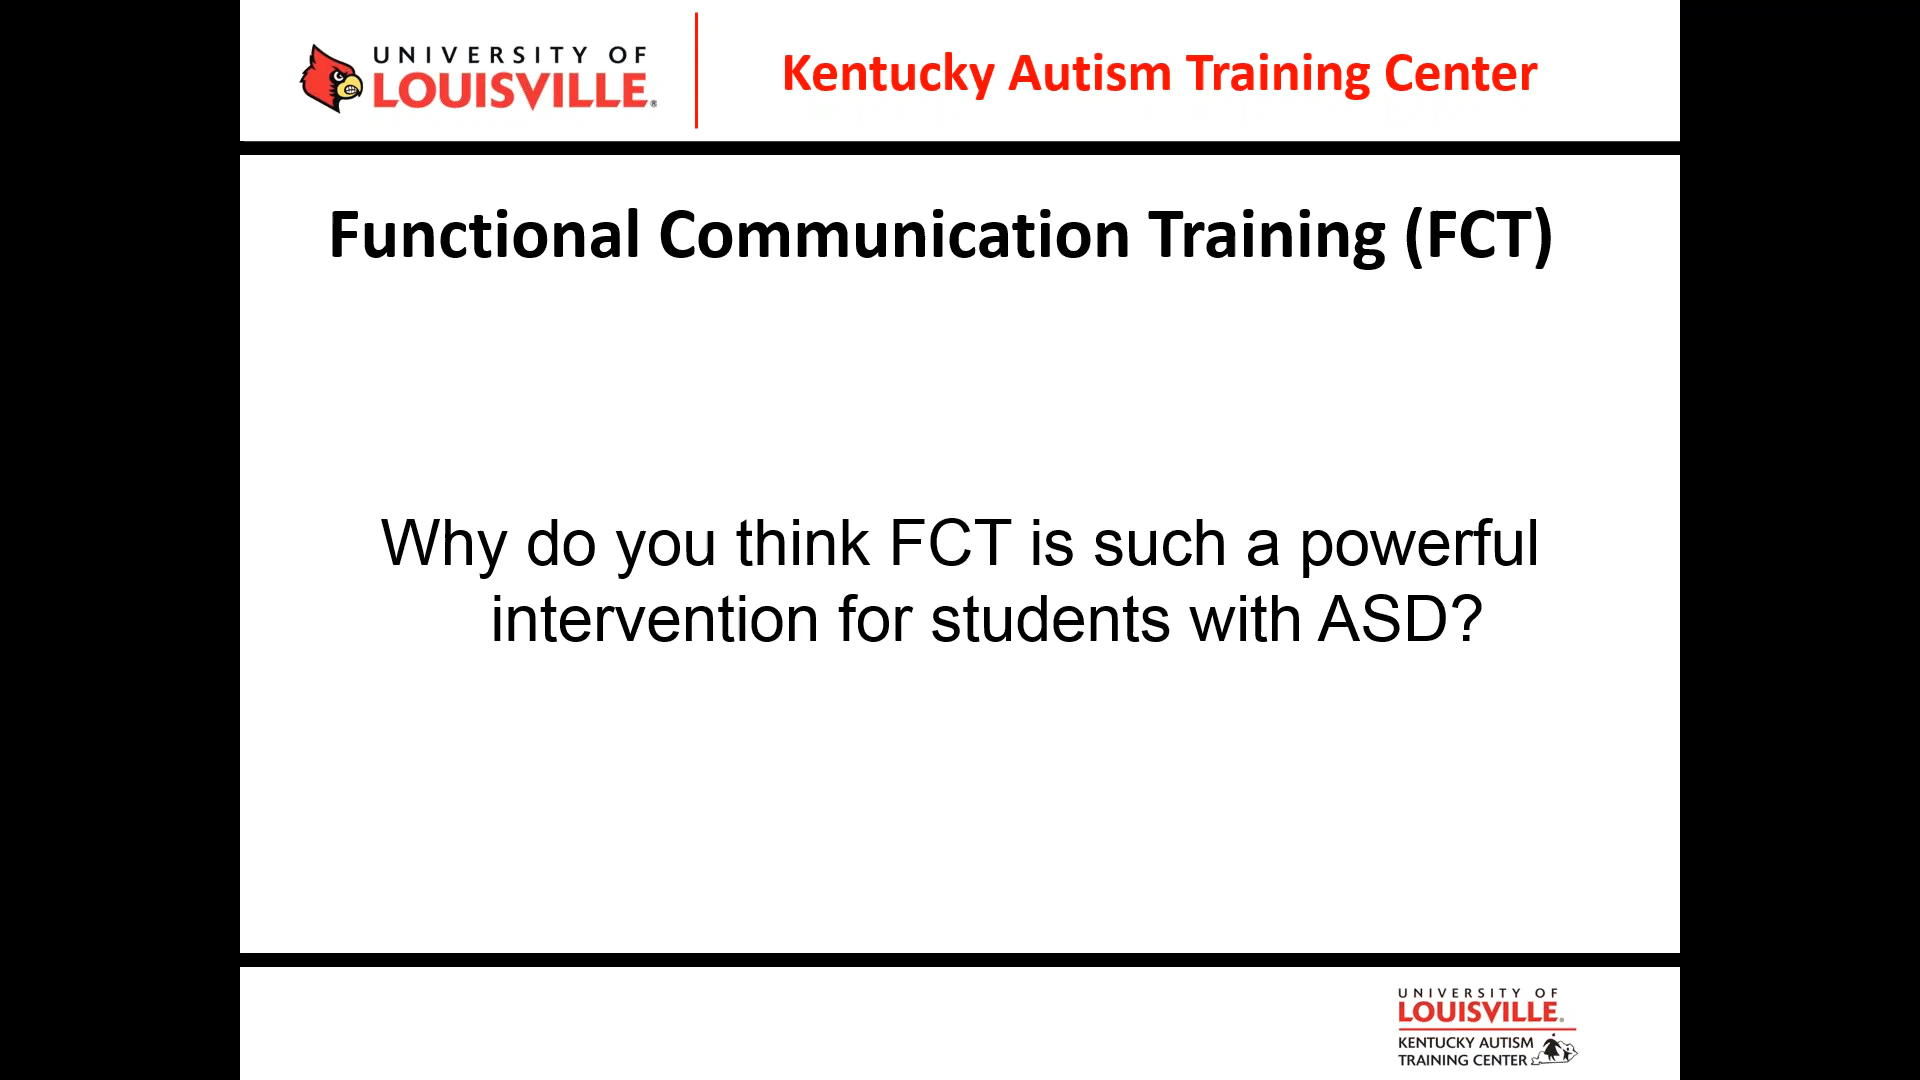 UNIVERSITY OF
LOUISVILLE®
Kentucky Autism Training Center
Functional Communication Training (FCT)
Why do you think FCT is such a powerful
intervention for students with ASD?
UNIVERSITY OF
LOUISVILLE®
KENTUCKY AUTISM
TRAINING CENTER